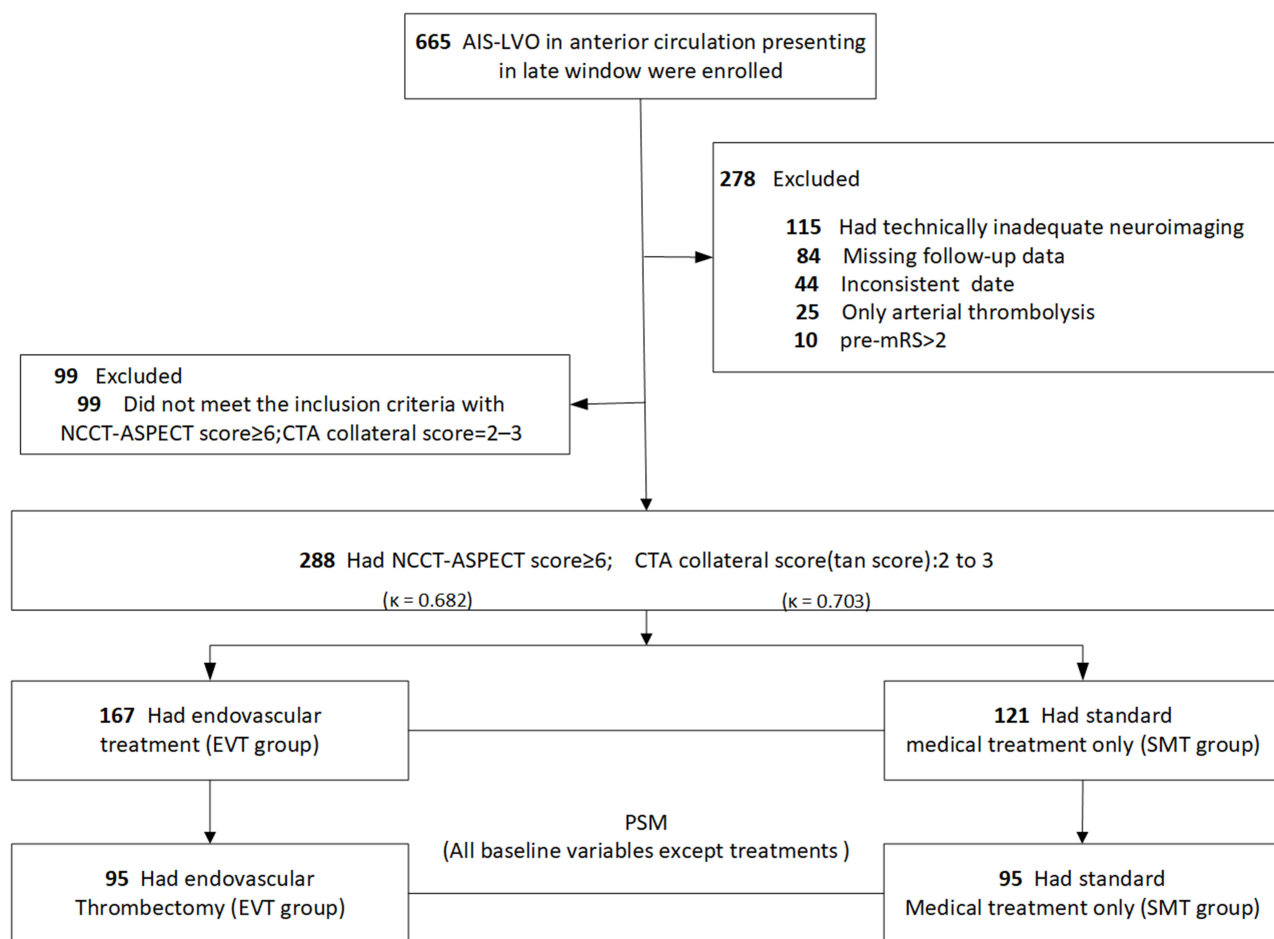 665 AIS-LVO in anterior circulation presenting
in late window were enrolled
278 Excluded
115 Had technically inadequate neuroimaging
84 Missing follow-up data
44 Inconsistent date
25 Only arterial thrombolysis
10 pre-mRS>2
99 Excluded
99 Did not meet the inclusion criteria with
NCCT-ASPECT score≥6;CTA collateral score=2–3
288 Had NCCT-ASPECT score≥6; CTA collateral score(tan score):2 to 3
(κ = 0.682) (κ = 0.703)
167 Had endovascular
treatment (EVT group)
121 Had standard
medical treatment only (SMT group)
PSM
(All baseline variables except treatments )
95 Had endovascular
Thrombectomy (EVT group)
95 Had standard
Medical treatment only (SMT group)